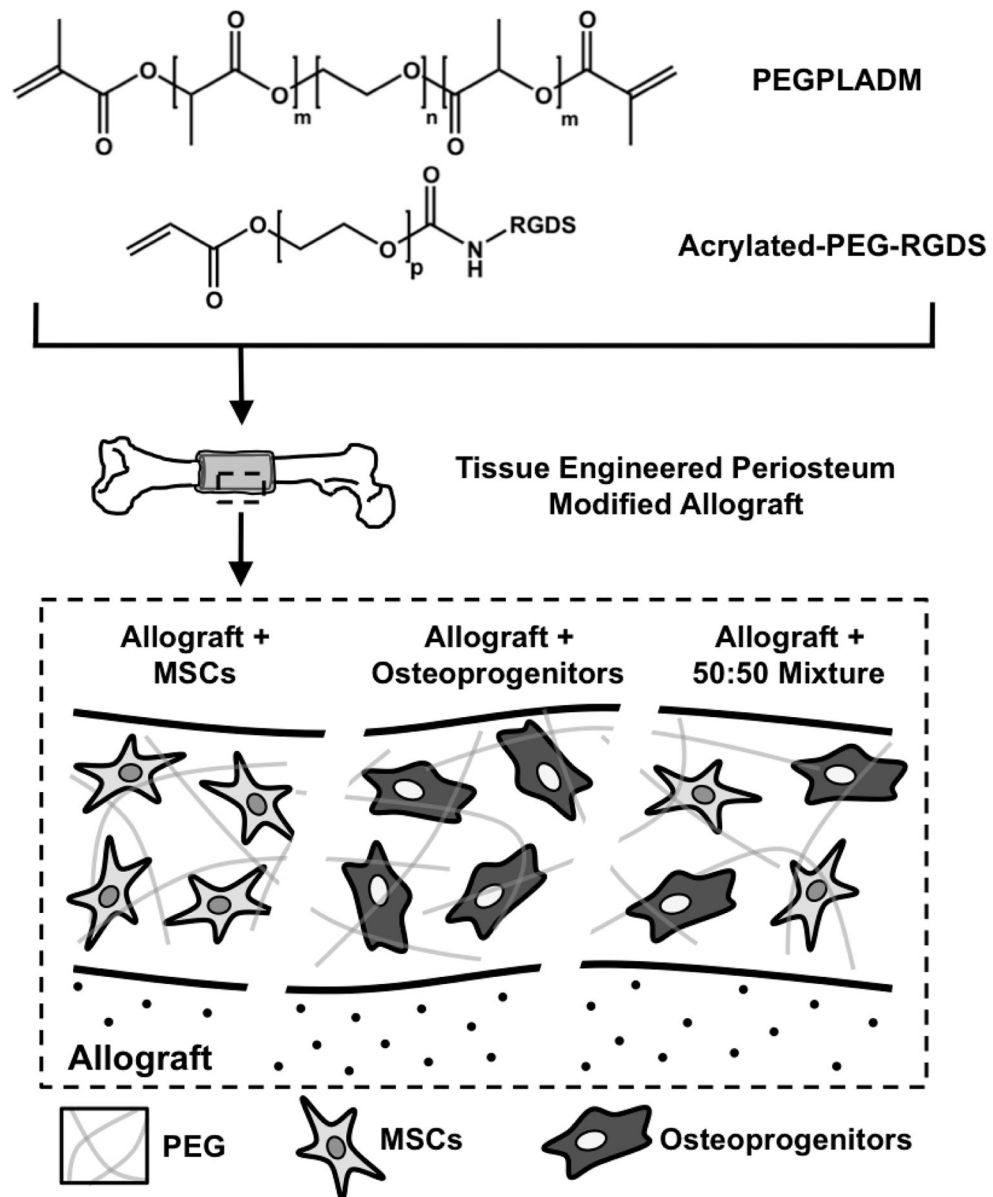 PEGPLADM
O
O
O
O
O
O
O
O
O
m
n
m
Acrylated-PEG-RGDS
O
O
O
O
p
N
H
RGDS
Tissue Engineered Periosteum
Modified Allograft
Allograft +
MSCs
Allograft +
Osteoprogenitors
Allograft +
50:50 Mixture
Allograft
PEG
MSCs
Osteoprogenitors